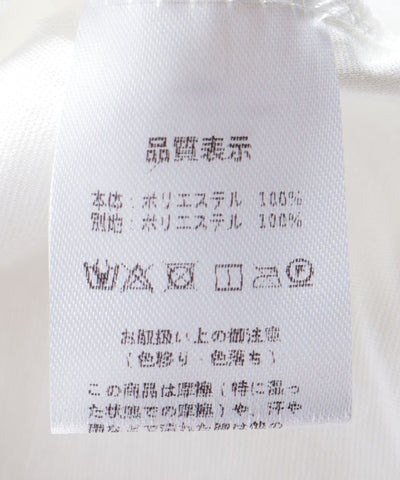 品質表示
本体:ポリエステル 100%
別地:ポリエステル 100%
お取扱い上の御注意
(色移り・色落ち)
この商品は摩擦(特に湿っ
た状態での摩擦)や、汗や